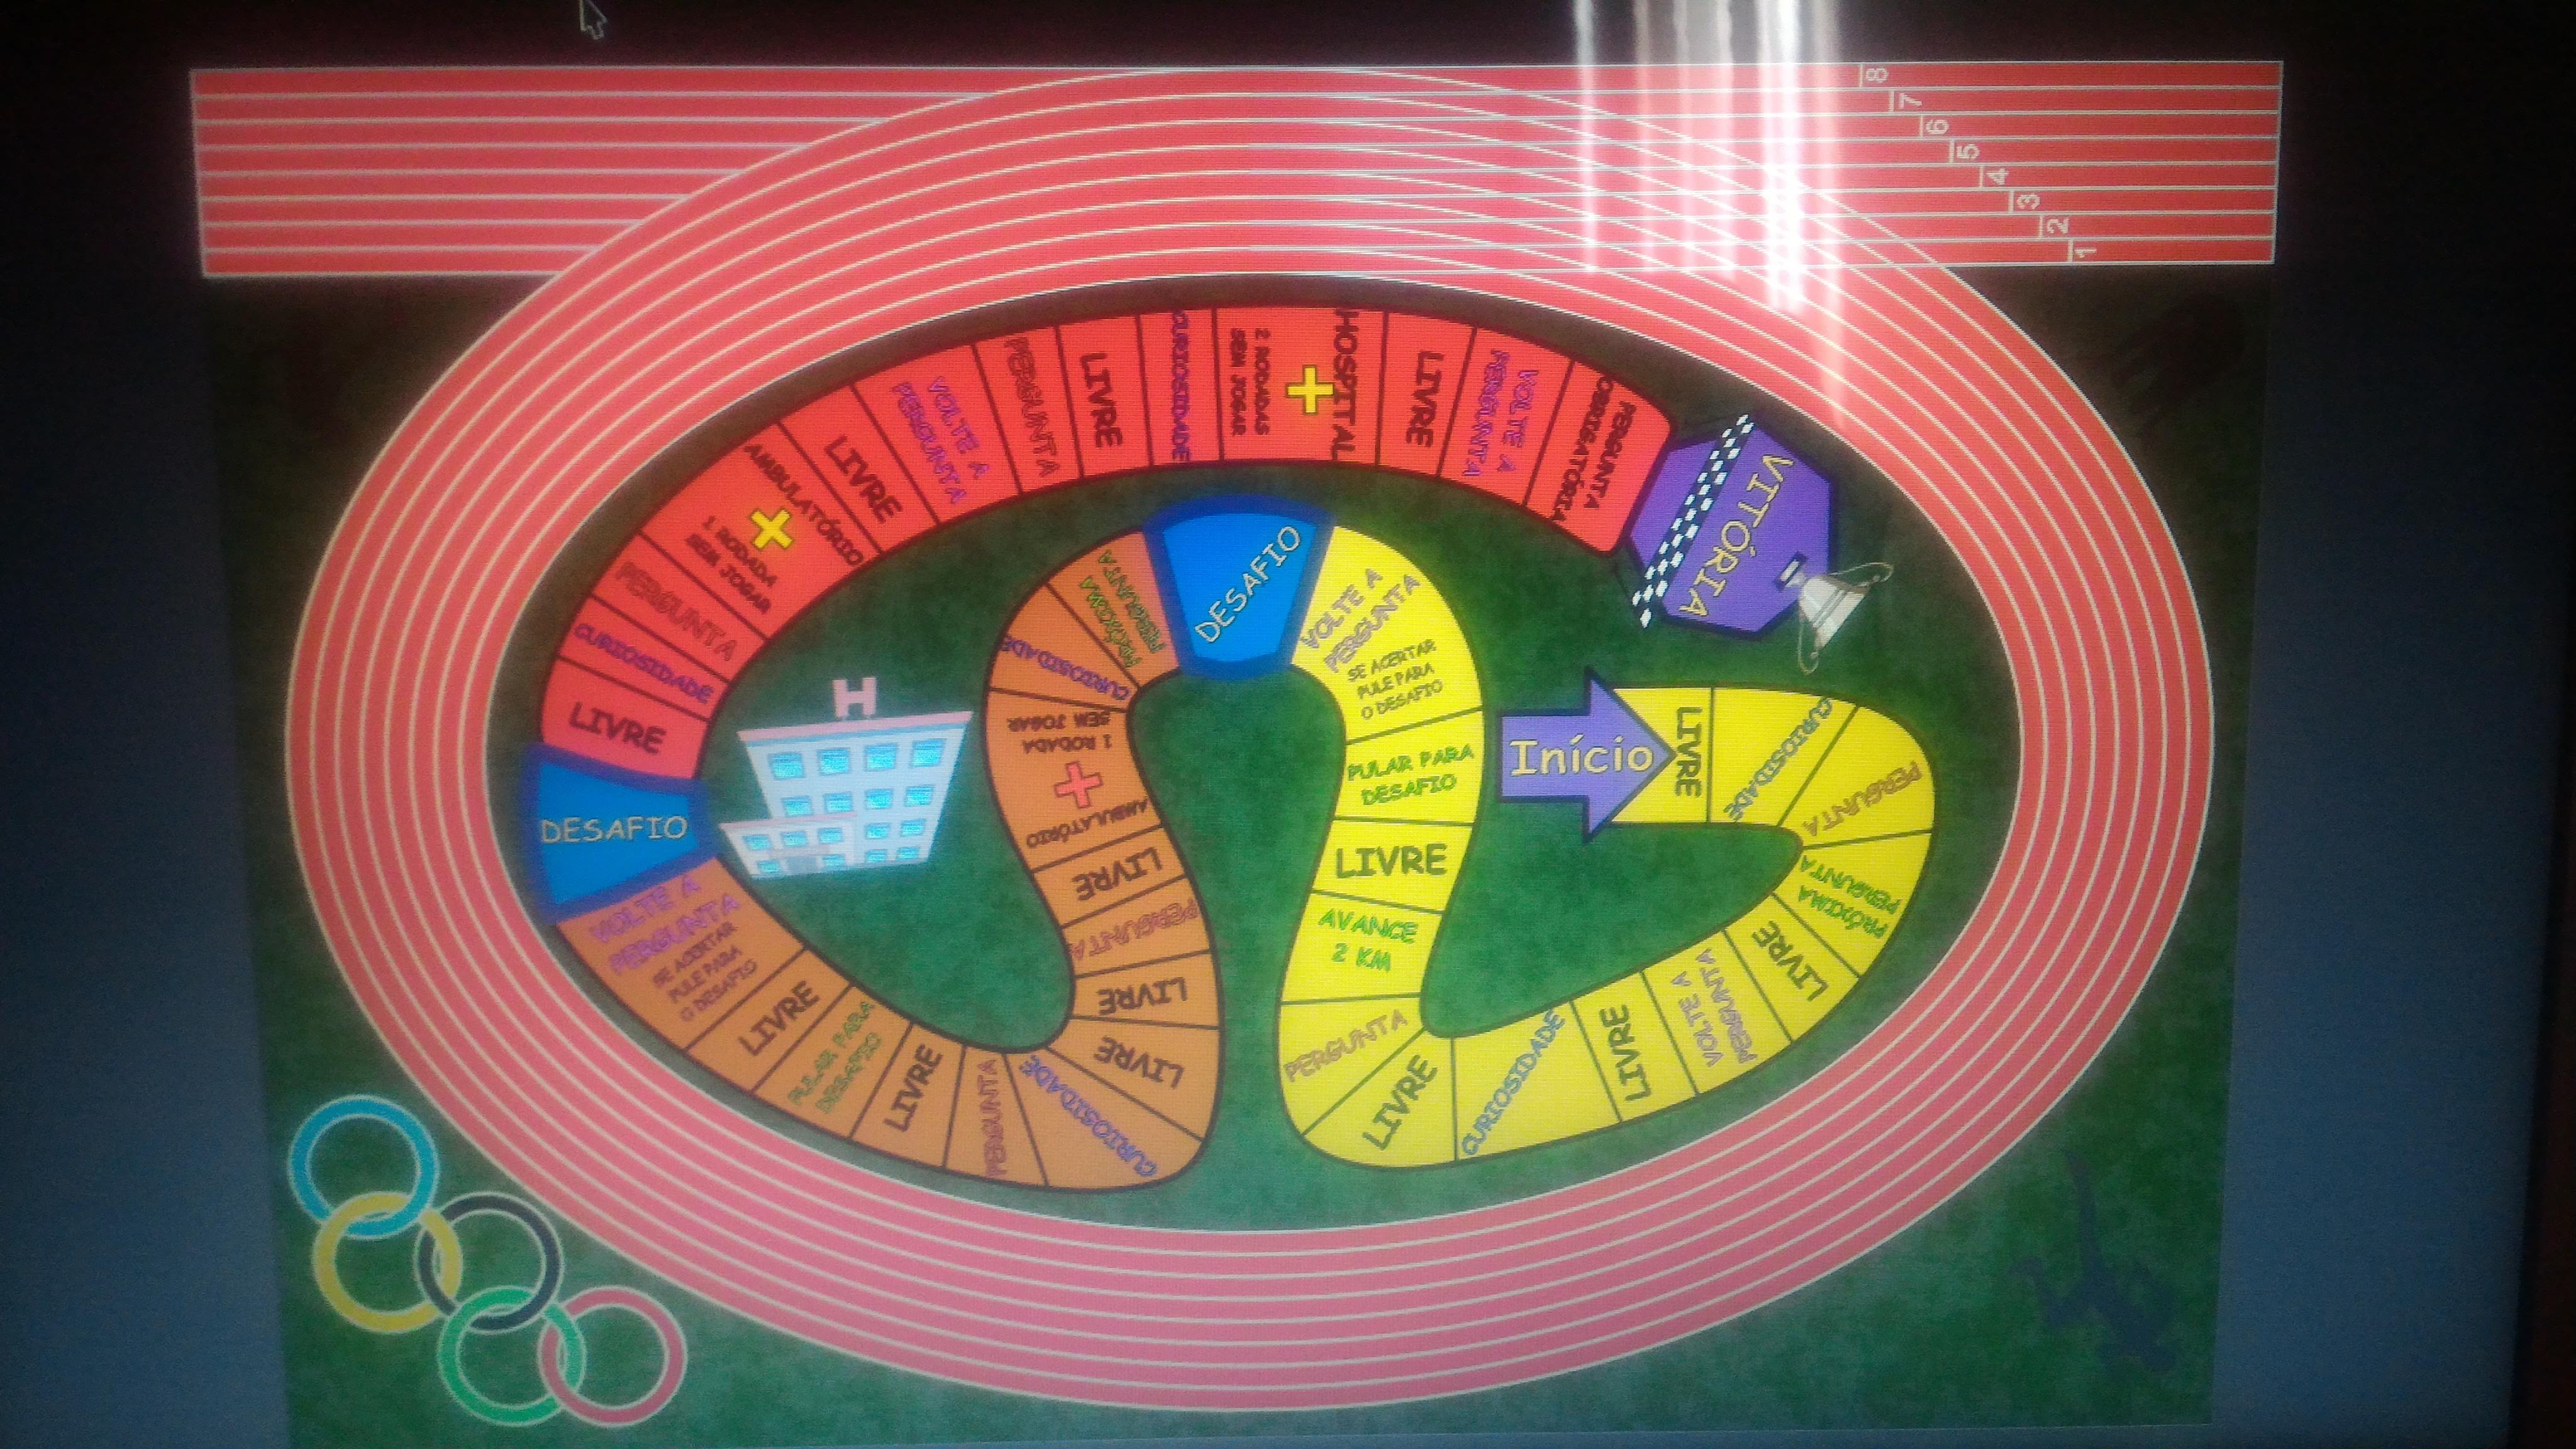 8
7
6
5
4
3
2
1
Início
LIVRE
CURIOSIDADE
PERGUNTA
PRÓXIMA
PERGUNTA
LIVRE
VOLTE A
PERGUNTA
LIVRE
CURIOSIDADE
LIVRE
PERGUNTA
AVANCE
2 KM
LIVRE
PULAR PARA
DESAFIO
VOLTE A
PERGUNTA
SE ACERTAR
PULE PARA
O DESAFIO
DESAFIO
PRÓXIMA
PERGUNTA
CURIOSIDADE
AMBULATÓRIO
1 RODADA
SEM JOGAR
LIVRE
PERGUNTA
LIVRE
LIVRE
CURIOSIDADE
PERGUNTA
LIVRE
PULAR PARA
DESAFIO
LIVRE
VOLTE A
PERGUNTA
SE ACERTAR
PULE PARA
O DESAFIO
DESAFIO
LIVRE
CURIOSIDADE
PERGUNTA
AMBULATÓRIO
1 RODADA
SEM JOGAR
LIVRE
VOLTE A
PERGUNTA
PERGUNTA
LIVRE
CURIOSIDADE
HOSPITAL
2 RODADAS
SEM JOGAR
LIVRE
VOLTE A
PERGUNTA
PERGUNTA
OBRIGATÓRIA
VITÓRIA
H